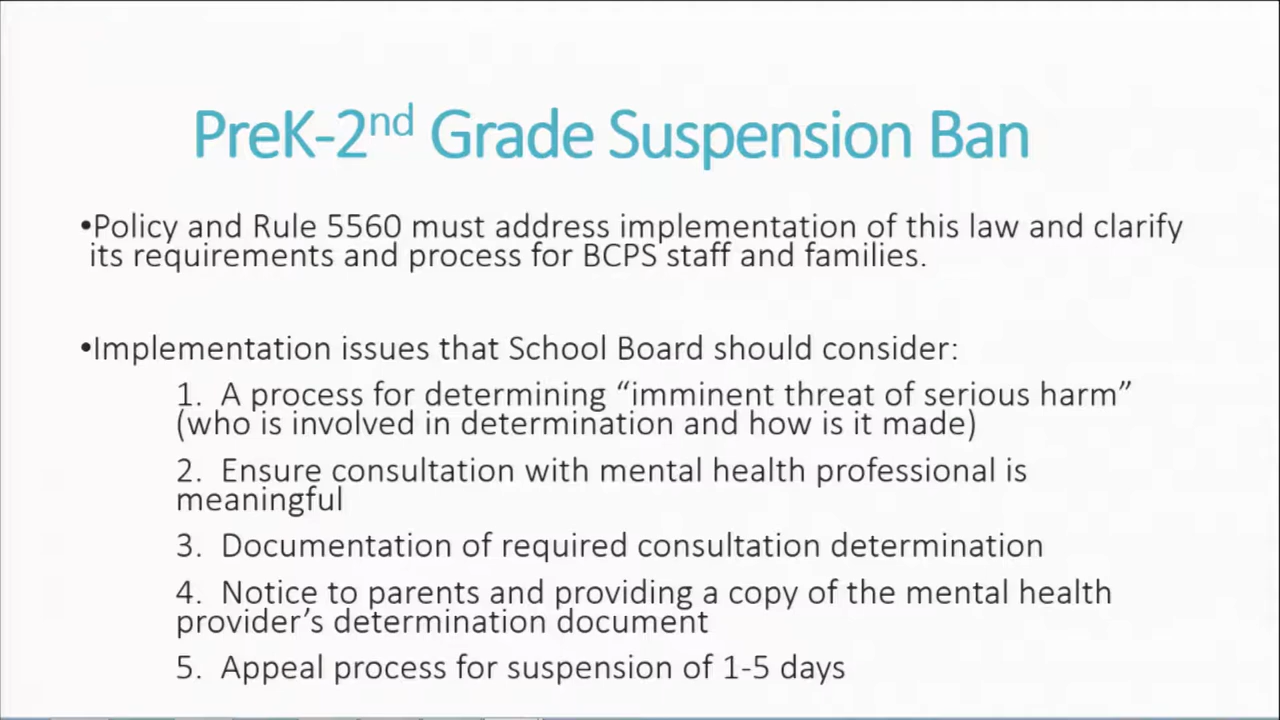 PreK-2nd Grade Suspension Ban
•Policy and Rule 5560 must address implementation of this law and clarify
its requirements and process for BCPS staff and families.
•Implementation issues that School Board should consider:
1. A process for determining “imminent threat of serious harm”
(who is involved in determination and how is it made)
2. Ensure consultation with mental health professional is
meaningful
3. Documentation of required consultation determination
4. Notice to parents and providing a copy of the mental health
provider’s determination document
5. Appeal process for suspension of 1-5 days